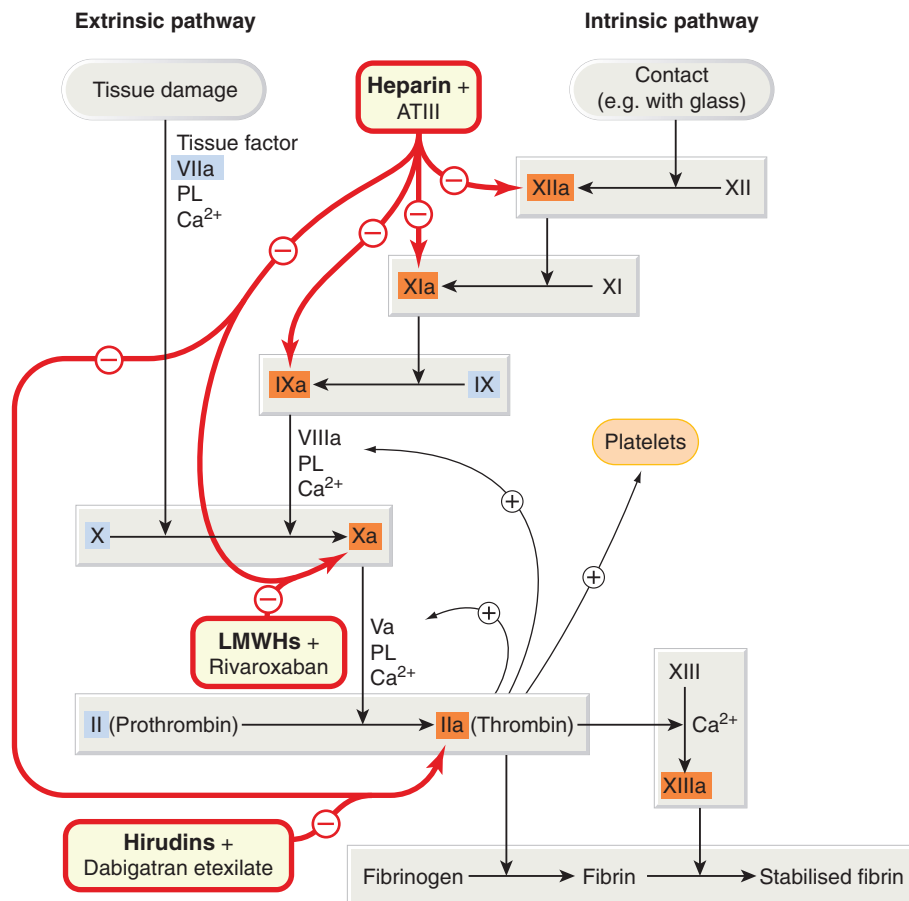 Extrinsic pathway
Intrinsic pathway
Tissue damage
Heparin +
ATIII
Contact
(e.g. with glass)
Tissue factor
VIIa
PL
Ca²⁺
−
XIIa
XII
−
−
−
XIa
XI
−
IXa
IX
VIIIa
PL
Ca²⁺
Platelets
+
X
Xa
+
−
LMWHs +
Rivaroxaban
Va
PL
Ca²⁺
+
II (Prothrombin)
IIa (Thrombin)
XIII
Ca²⁺
XIIIa
−
Hirudins +
Dabigatran etexilate
Fibrinogen
Fibrin
Stabilised fibrin